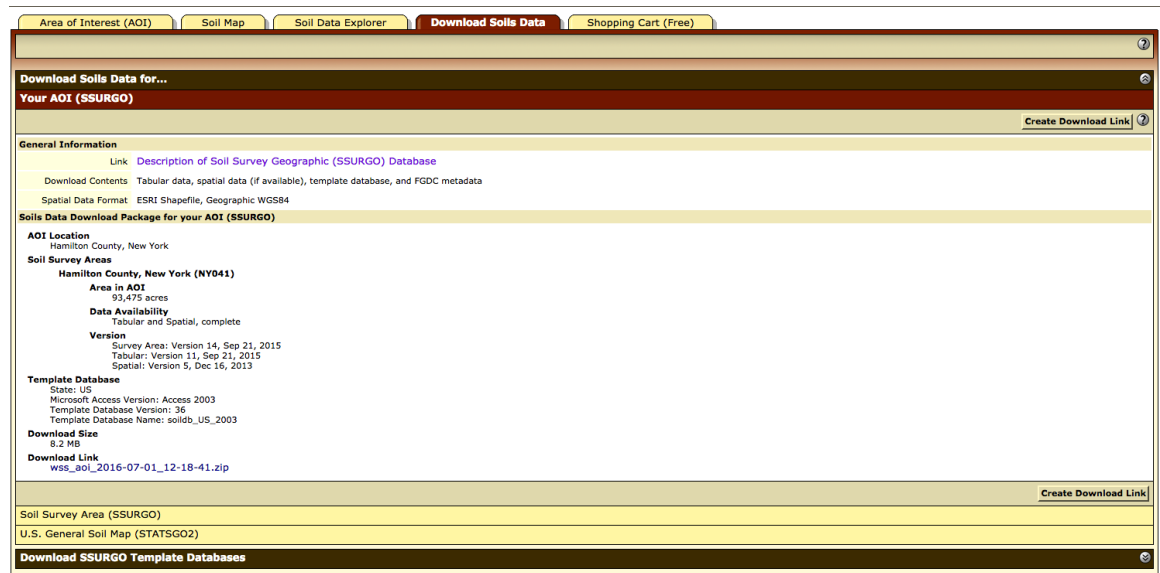 Area of Interest (AOI) Soil Map Soil Data Explorer Download Soils Data Shopping Cart (Free)
?
Download Soils Data for...
Your AOI (SSURGO)
Create Download Link ?
General Information
Link Description of Soil Survey Geographic (SSURGO) Database
Download Contents Tabular data, spatial data (if available), template database, and FGDC metadata
Spatial Data Format ESRI Shapefile, Geographic WGS84
Soils Data Download Package for your AOI (SSURGO)
AOI Location
Hamilton County, New York
Soil Survey Areas
Hamilton County, New York (NY041)
Area in AOI
93,475 acres
Data Availability
Tabular and Spatial, complete
Version
Survey Area: Version 14, Sep 21, 2015
Tabular: Version 11, Sep 21, 2015
Spatial: Version 5, Dec 16, 2013
Template Database
State: US
Microsoft Access Version: Access 2003
Template Database Version: 36
Template Database Name: soildb_US_2003
Download Size
8.2 MB
Download Link
wss_aoi_2016-07-01_12-18-41.zip
Create Download Link
Soil Survey Area (SSURGO)
U.S. General Soil Map (STATSGO2)
Download SSURGO Template Databases